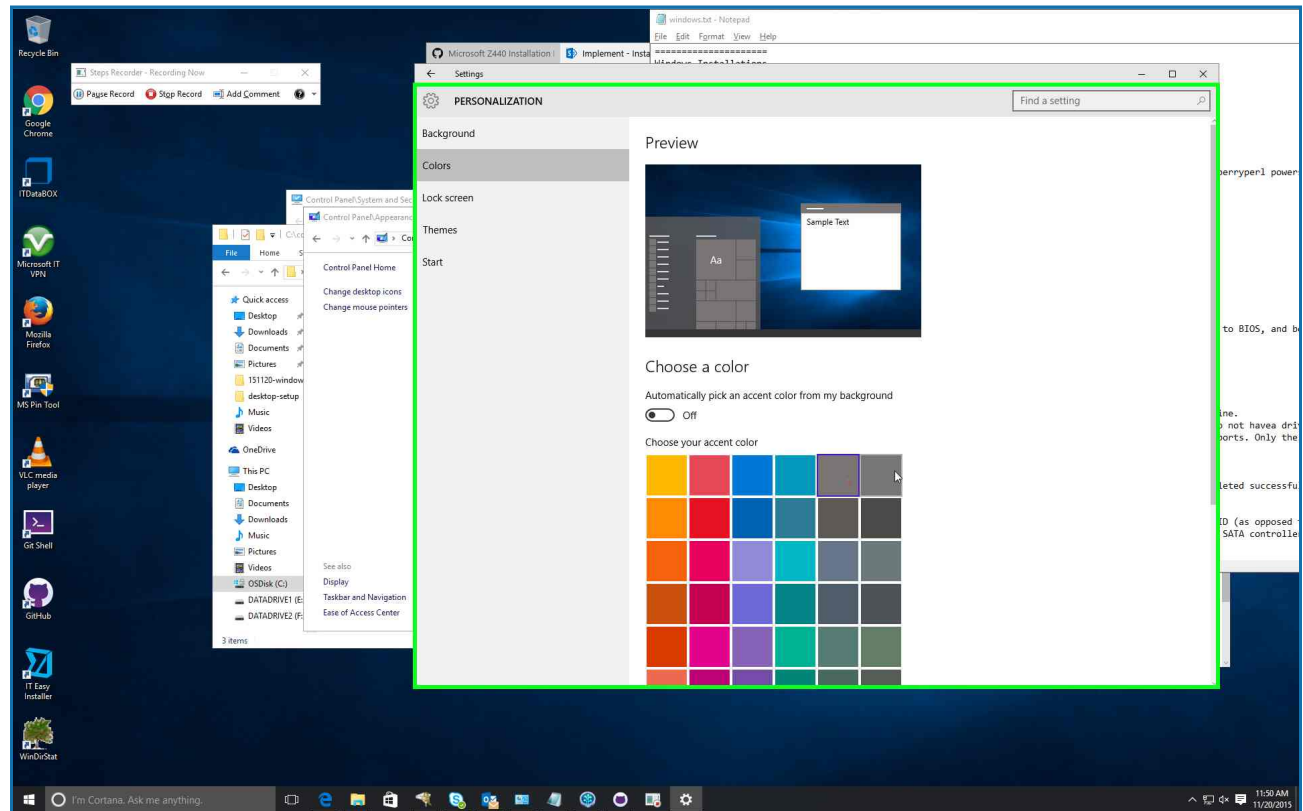 Recycle Bin
Google
Chrome
ITDataBOX
Microsoft IT
VPN
Mozilla
Firefox
MS Pin Tool
VLC media
player
Git Shell
GitHub
IT Easy
Installer
WinDirStat
Steps Recorder - Recording Now
Pause Record
Stop Record
Add Comment
windows.txt - Notepad
File Edit Format View Help
=====================
Windows Installations
Microsoft Z440 Installation
Implement - Insta
Control Panel\System and Sec
Control Panel\Appearanc
File
Home
Control Panel Home
Change desktop icons
Change mouse pointers
See also
Display
Taskbar and Navigation
Ease of Access Center
Quick access
Desktop
Downloads
Documents
Pictures
151120-window
desktop-setup
Music
Videos
OneDrive
This PC
Desktop
Documents
Downloads
Music
Pictures
Videos
OSDisk (C:)
DATADRIVE1 (E:
DATADRIVE2 (F:
3 items
Settings
PERSONALIZATION
Find a setting
Background
Colors
Lock screen
Themes
Start
Preview
Sample Text
Aa
Choose a color
Automatically pick an accent color from my background
Off
Choose your accent color
erryperl power
to BIOS, and b
ine.
not havea dri
orts. Only the
leted successfu
ID (as opposed
SATA controlle
I'm Cortana. Ask me anything.
11:50 AM
11/20/2015